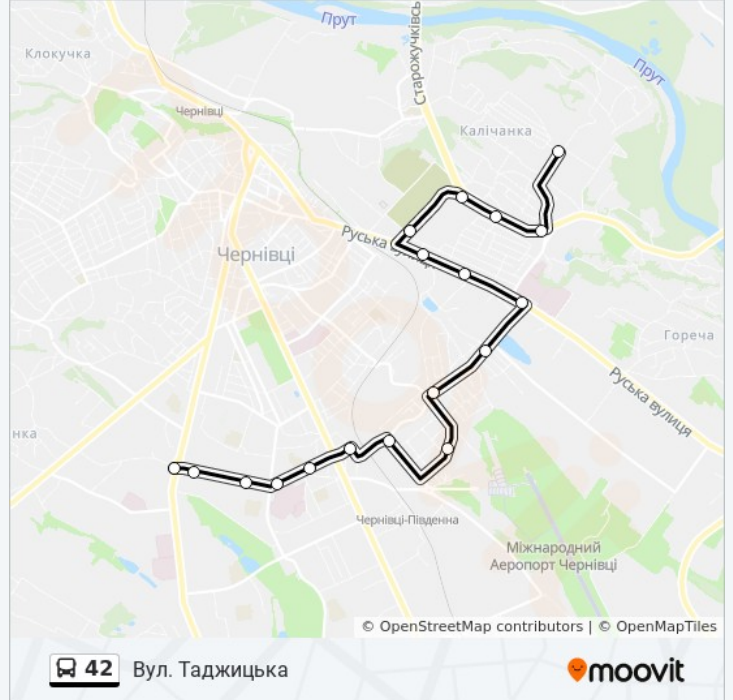 Прут
Клокучка
Старожучківсь
Прут
Чернівці
Калічанка
Руська вулиц
Чернівці
Гореча
Руська вулиця
нка
Чернівці-Південна
Міжнародний
Аеропорт Чернівці
© OpenStreetMap contributors | © OpenMapTiles
42 Вул. Таджицька
moovit